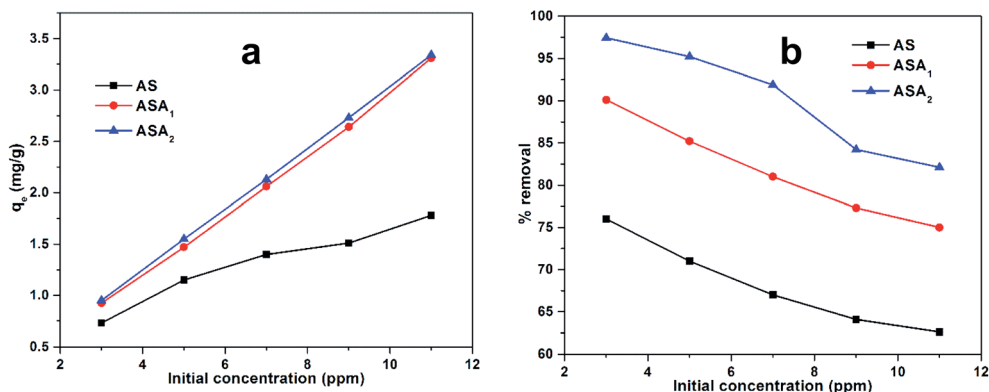 a
AS
ASA₁
ASA₂
3.5
3.0
2.5
2.0
1.5
1.0
0.5
qₑ (mg/g)
2 4 6 8 10 12
Initial concentration (ppm)
b
AS
ASA₁
ASA₂
100
95
90
85
80
75
70
65
60
% removal
2 4 6 8 10 12
Initial concentration (ppm)